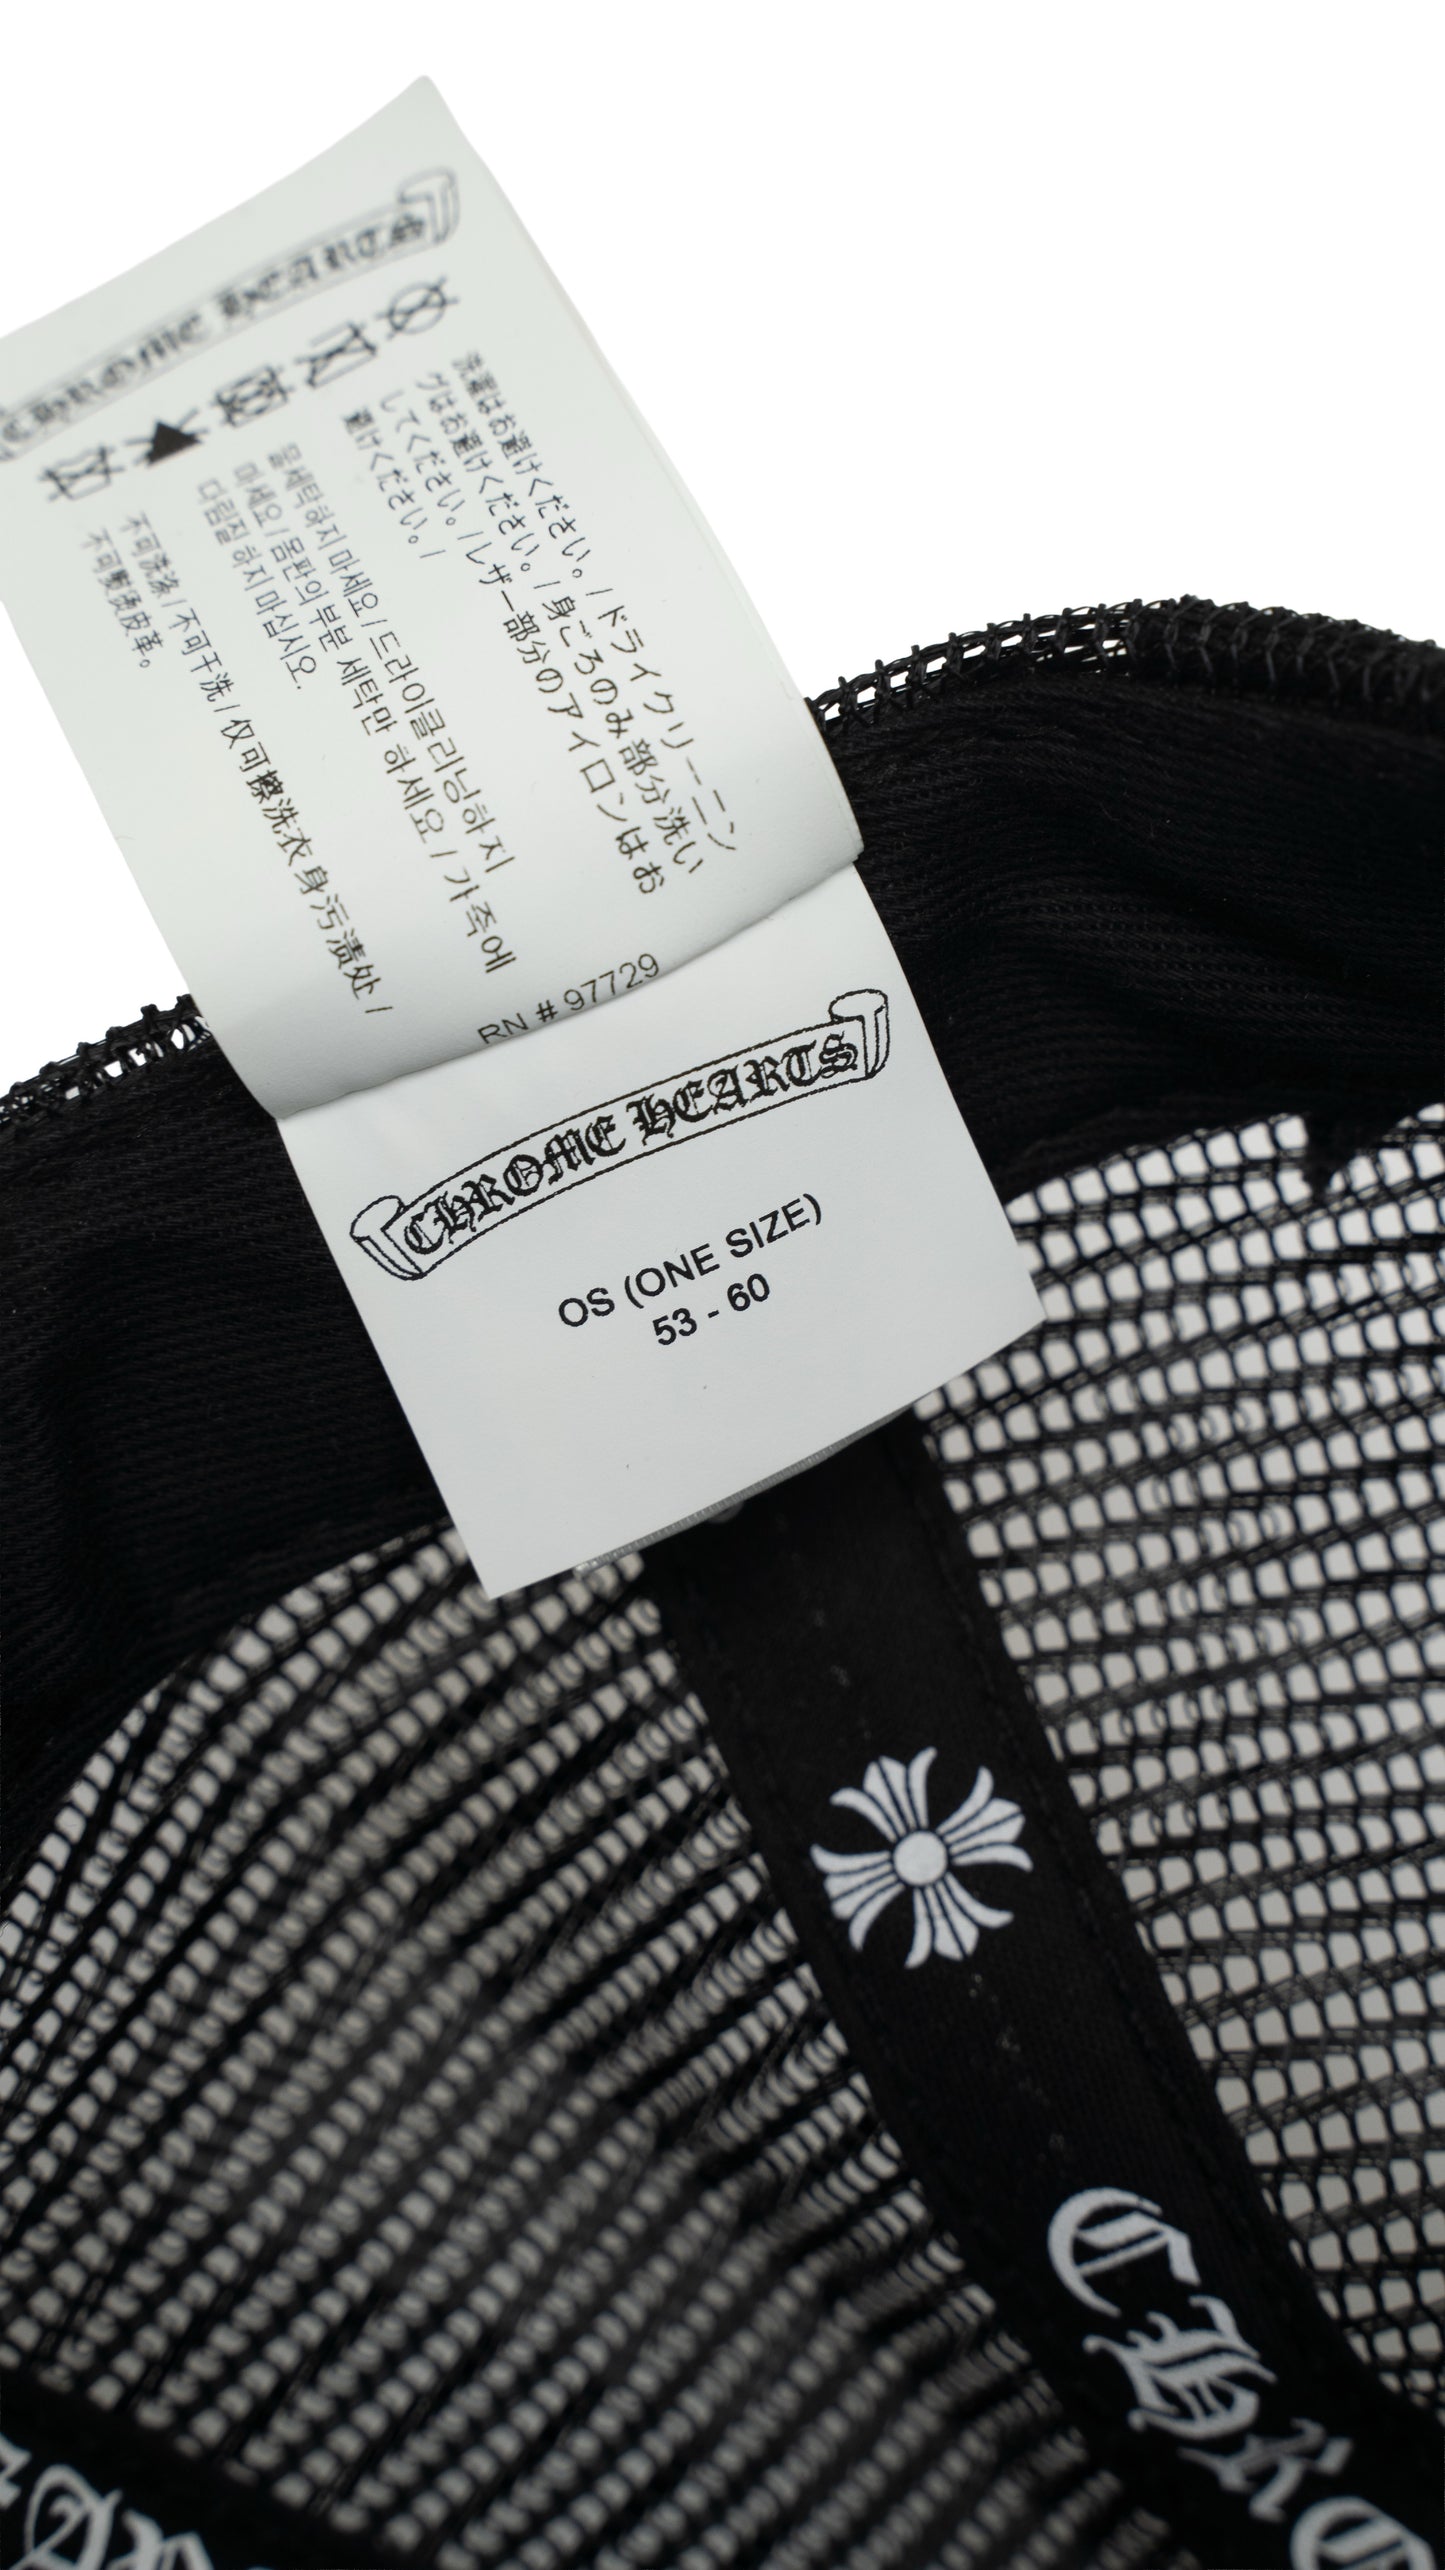 CHROME HEARTS
洗濯はお避けください。/ドライクリーニン
グはお避けください。/身ごろのみ部分洗い
してください。/レザー部分のアイロンはお
避けください。/
물세탁하지 마세요/드라이클리닝하지
마세요/몸판의 부분 세탁만 하세요/가죽에
다림질 하지 마십시오.
不可洗涤/不可干洗/仅可擦洗衣身污渍处/
不可熨烫皮革。
RN # 97729
CHROME HEARTS
OS (ONE SIZE)
53 - 60